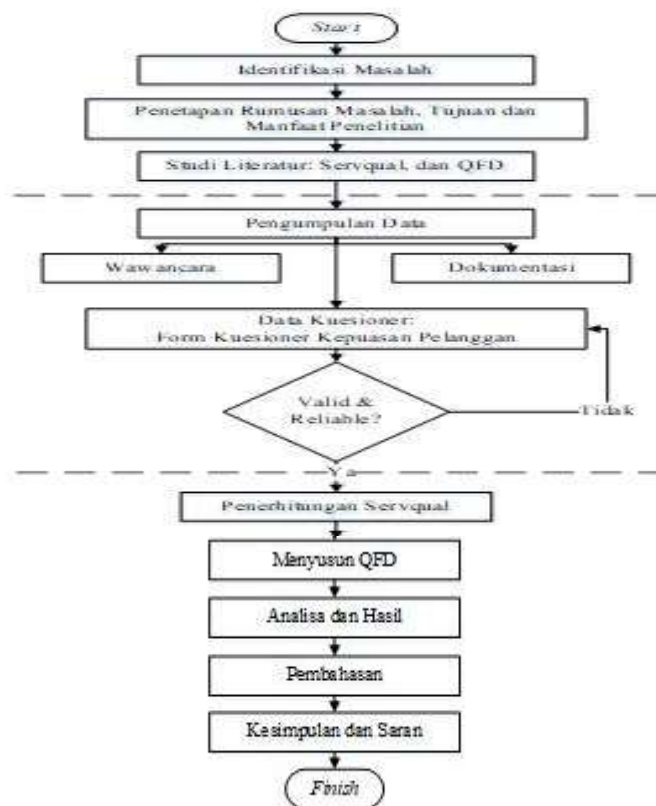 Start
Identifikasi Masalah
Penetapan Rumusan Masalah, Tujuan dan
Manfaat Penelitian
Studi Literatur: Servqual, dan QFD
Pengumpulan Data
Wawancara
Dokumentasi
Data Kuesioner:
Form Kuesioner Kepuasan Pelanggan
Valid &
Reliable?
Tidak
Ya
Penerhitungan Servqual
Menyusun QFD
Analisa dan Hasil
Pembahasan
Kesimpulan dan Saran
Finish